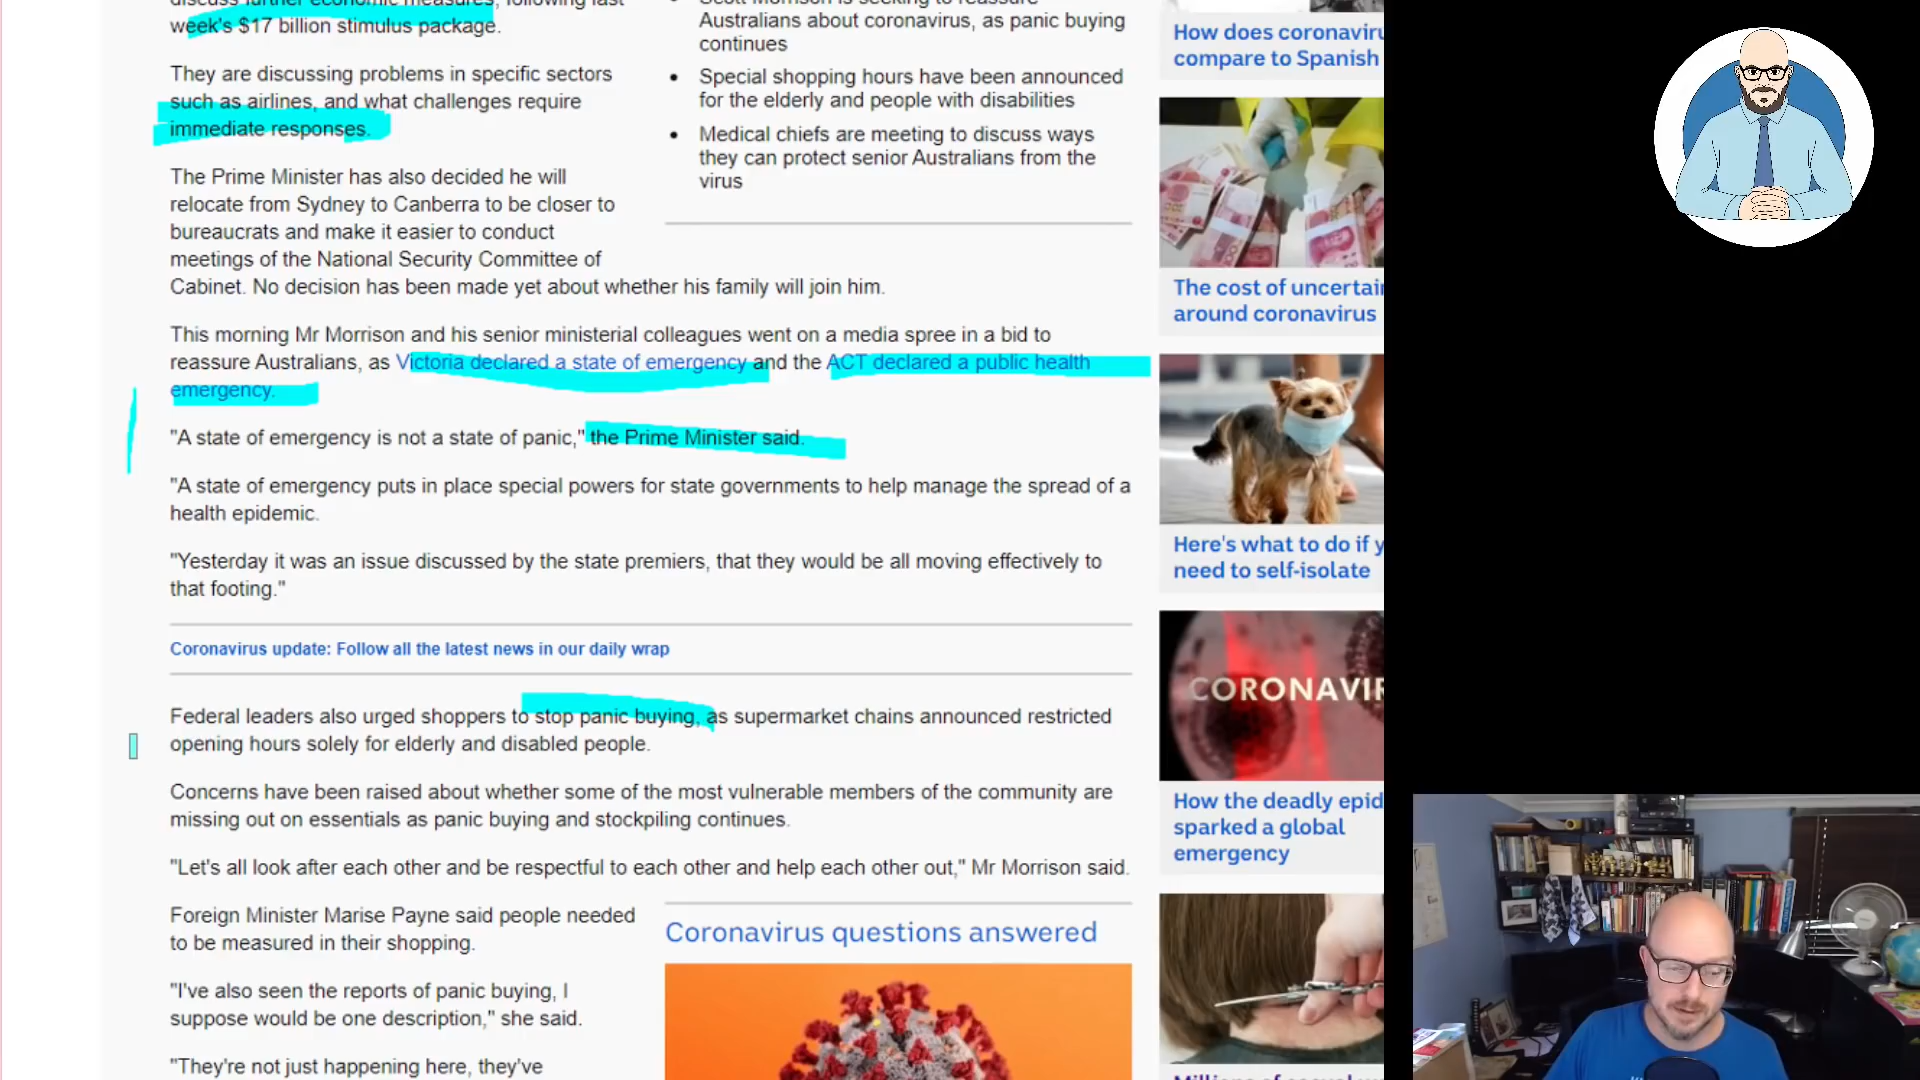 discuss further economic measures, following last
week's $17 billion stimulus package.
They are discussing problems in specific sectors
such as airlines, and what challenges require
immediate responses.
The Prime Minister has also decided he will
relocate from Sydney to Canberra to be closer to
bureaucrats and make it easier to conduct
meetings of the National Security Committee of
Cabinet. No decision has been made yet about whether his family will join him.
This morning Mr Morrison and his senior ministerial colleagues went on a media spree in a bid to
reassure Australians, as Victoria declared a state of emergency and the ACT declared a public health
emergency.
"A state of emergency is not a state of panic," the Prime Minister said.
"A state of emergency puts in place special powers for state governments to help manage the spread of a
health epidemic.
"Yesterday it was an issue discussed by the state premiers, that they would be all moving effectively to
that footing."
Coronavirus update: Follow all the latest news in our daily wrap
Federal leaders also urged shoppers to stop panic buying, as supermarket chains announced restricted
opening hours solely for elderly and disabled people.
Concerns have been raised about whether some of the most vulnerable members of the community are
missing out on essentials as panic buying and stockpiling continues.
"Let's all look after each other and be respectful to each other and help each other out," Mr Morrison said.
Foreign Minister Marise Payne said people needed
to be measured in their shopping.
"I've also seen the reports of panic buying, I
suppose would be one description," she said.
"They're not just happening here, they've
Scott Morrison is seeking to reassure
Australians about coronavirus, as panic buying
continues
Special shopping hours have been announced
for the elderly and people with disabilities
Medical chiefs are meeting to discuss ways
they can protect senior Australians from the
virus
Coronavirus questions answered
How does coronaviru
compare to Spanish
The cost of uncertai
around coronavirus
Here's what to do if y
need to self-isolate
CORONAVIR
How the deadly epid
sparked a global
emergency